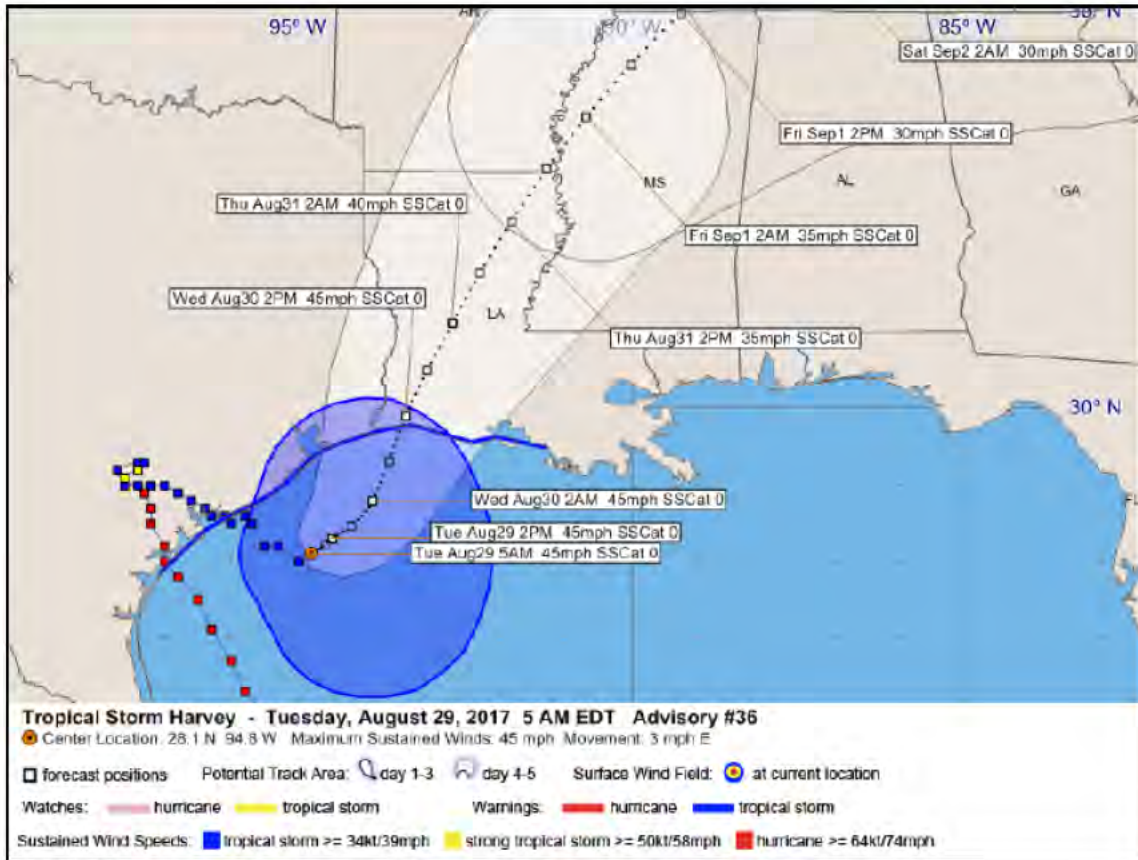 95° W
90° W
85° W
Sat Sep2 2AM 30mph SSCat 0
Fri Sep1 2PM 30mph SSCat 0
MS
AL
GA
Thu Aug31 2AM 40mph SSCat 0
Fri Sep1 2AM 35mph SSCat 0
Wed Aug30 2PM 45mph SSCat 0
LA
Thu Aug31 2PM 35mph SSCat 0
30° N
Wed Aug30 2AM 45mph SSCat 0
Tue Aug29 2PM 45mph SSCat 0
Tue Aug29 5AM 45mph SSCat 0
Tropical Storm Harvey - Tuesday, August 29, 2017 5 AM EDT Advisory #36
Center Location: 28.1 N 94.8 W Maximum Sustained Winds: 45 mph Movement: 3 mph E
forecast positions Potential Track Area: day 1-3 day 4-5 Surface Wind Field: at current location
Watches: hurricane tropical storm Warnings: hurricane tropical storm
Sustained Wind Speeds: tropical storm >= 34kt/39mph strong tropical storm >= 50kt/58mph hurricane >= 64kt/74mph